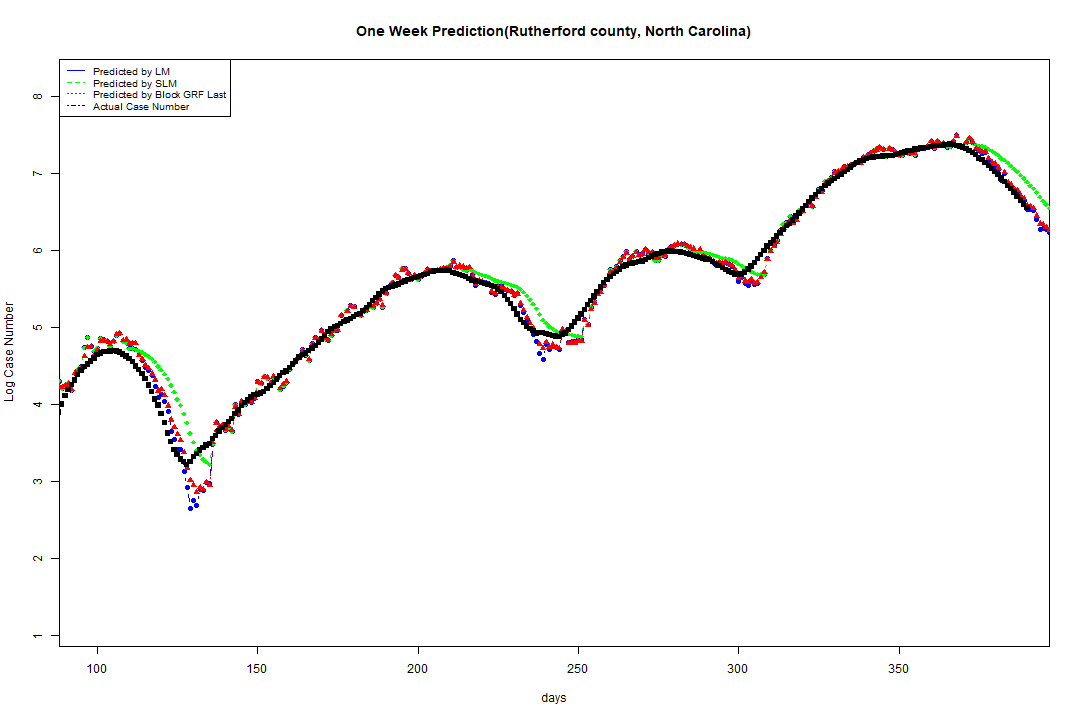 One Week Prediction(Rutherford county, North Carolina)
Predicted by LM
Predicted by SLM
Predicted by Block GRF Last
Actual Case Number
8
7
6
5
4
3
2
1
Log Case Number
100 150 200 250 300 350
days